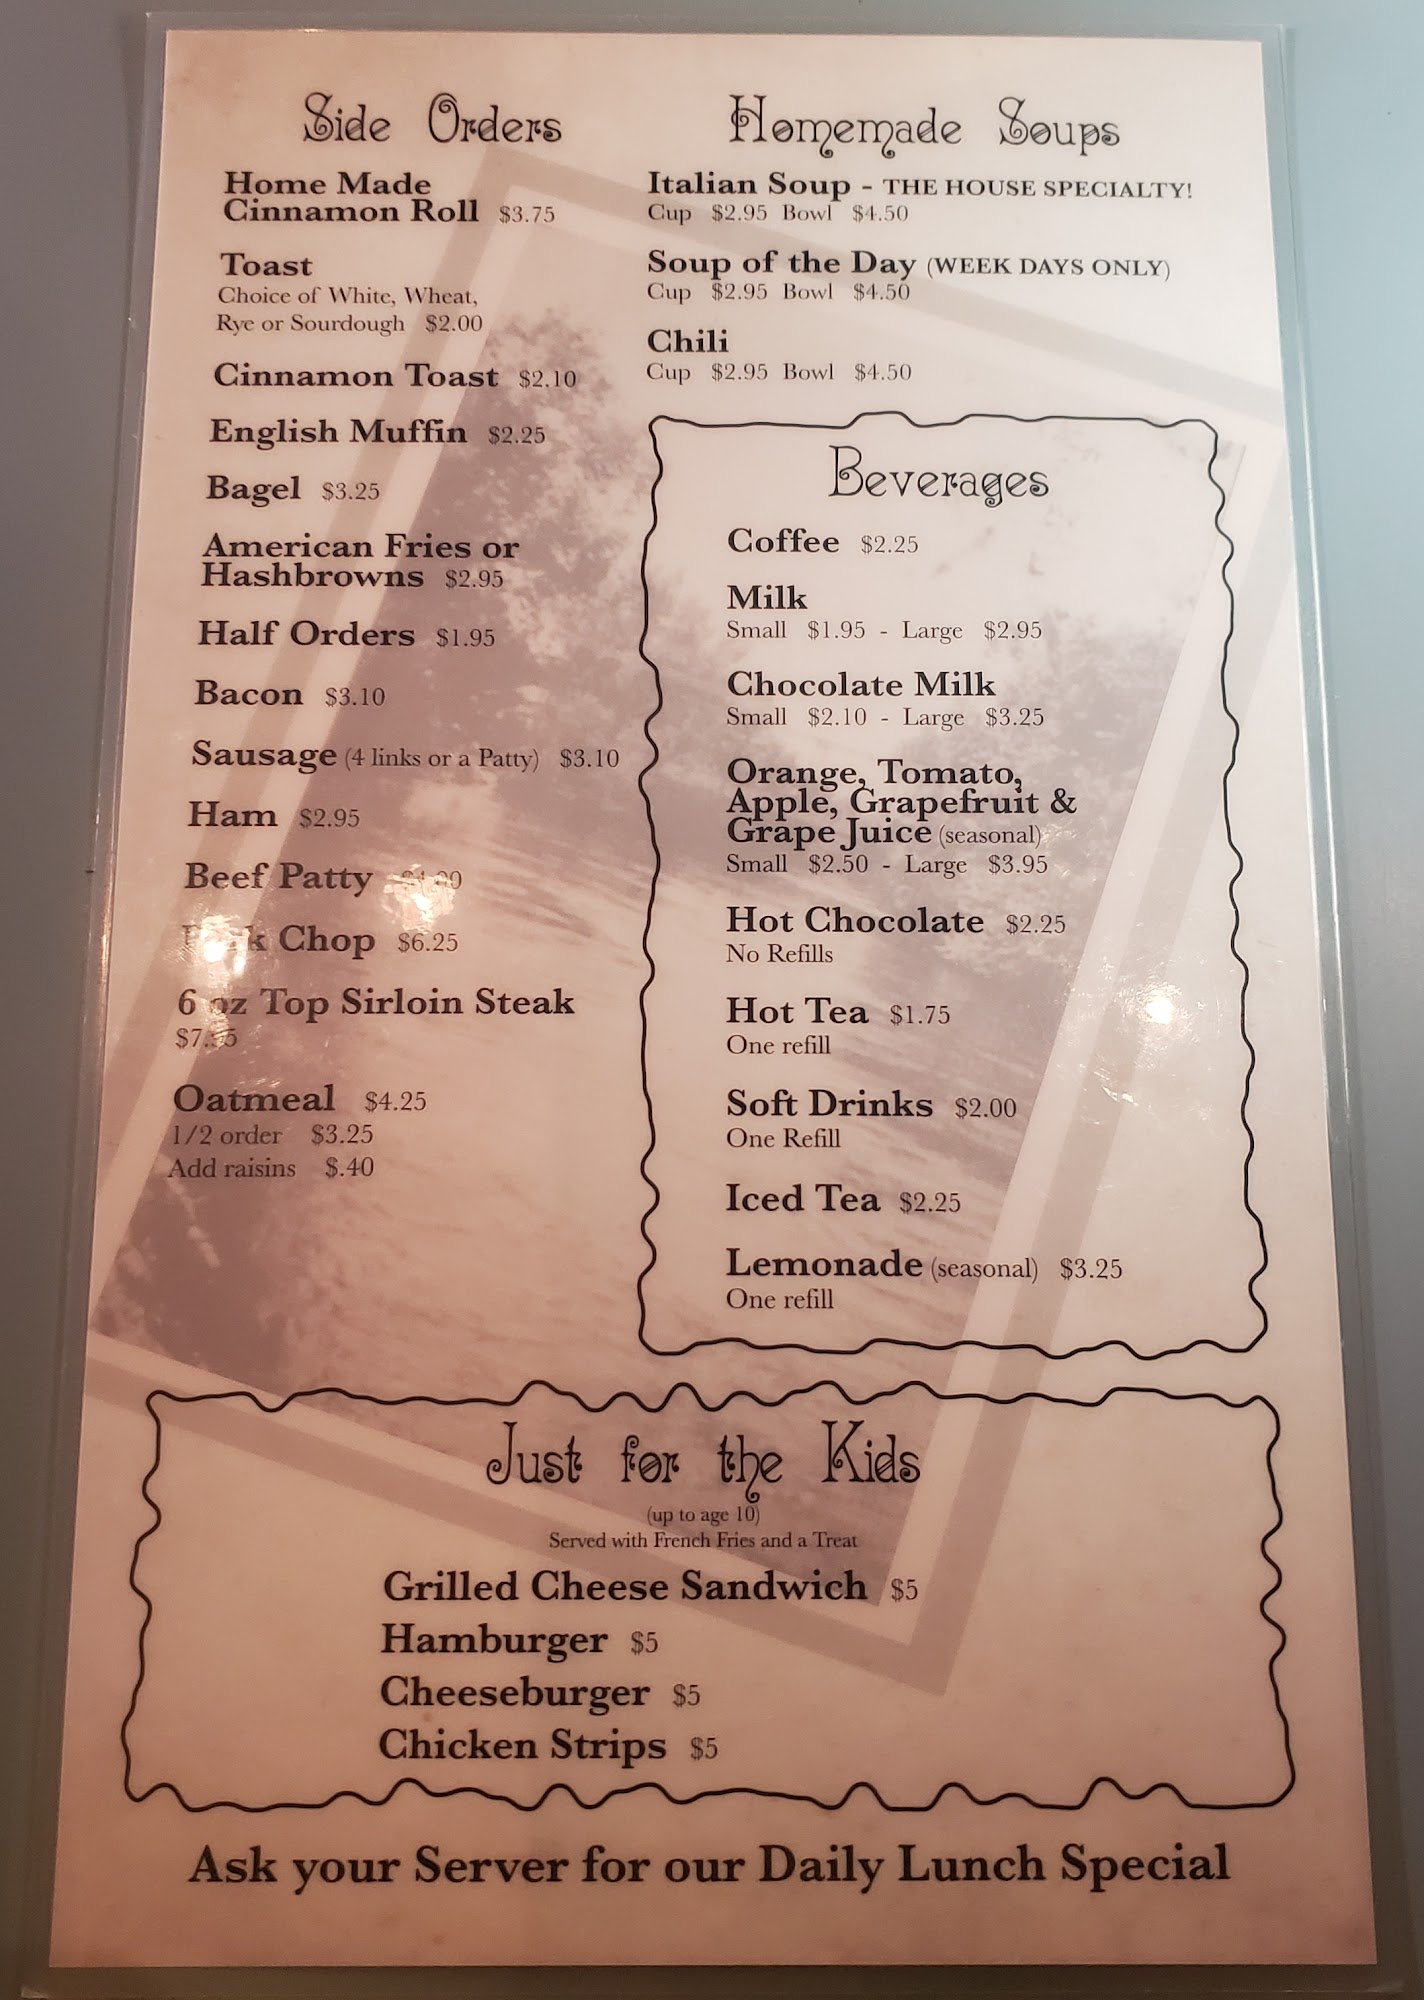 Side Orders
Home Made
Cinnamon Roll $3.75
Toast
Choice of White, Wheat,
Rye or Sourdough $2.00
Cinnamon Toast $2.10
English Muffin $2.25
Bagel $3.25
American Fries or
Hashbrowns $2.95
Half Orders $1.95
Bacon $3.10
Sausage (4 links or a Patty) $3.10
Ham $2.95
Beef Patty
Chop $6.25
6 oz Top Sirloin Steak
Oatmeal $4.25
1/2 order $3.25
Add raisins $.40
Homemade Soups
Italian Soup - THE HOUSE SPECIALTY!
Cup $2.95 Bowl $4.50
Soup of the Day (WEEK DAYS ONLY)
Cup $2.95 Bowl $4.50
Chili
Cup $2.95 Bowl $4.50
Beverages
Coffee $2.25
Milk
Small $1.95 - Large $2.95
Chocolate Milk
Small $2.10 - Large $3.25
Orange, Tomato,
Apple, Grapefruit &
Grape Juice (seasonal)
Small $2.50 - Large $3.95
Hot Chocolate $2.25
No Refills
Hot Tea $1.75
One refill
Soft Drinks $2.00
One Refill
Iced Tea $2.25
Lemonade (seasonal) $3.25
One refill
Just for the Kids
(up to age 10)
Served with French Fries and a Treat
Grilled Cheese Sandwich $5
Hamburger $5
Cheeseburger $5
Chicken Strips $5
Ask your Server for our Daily Lunch Special